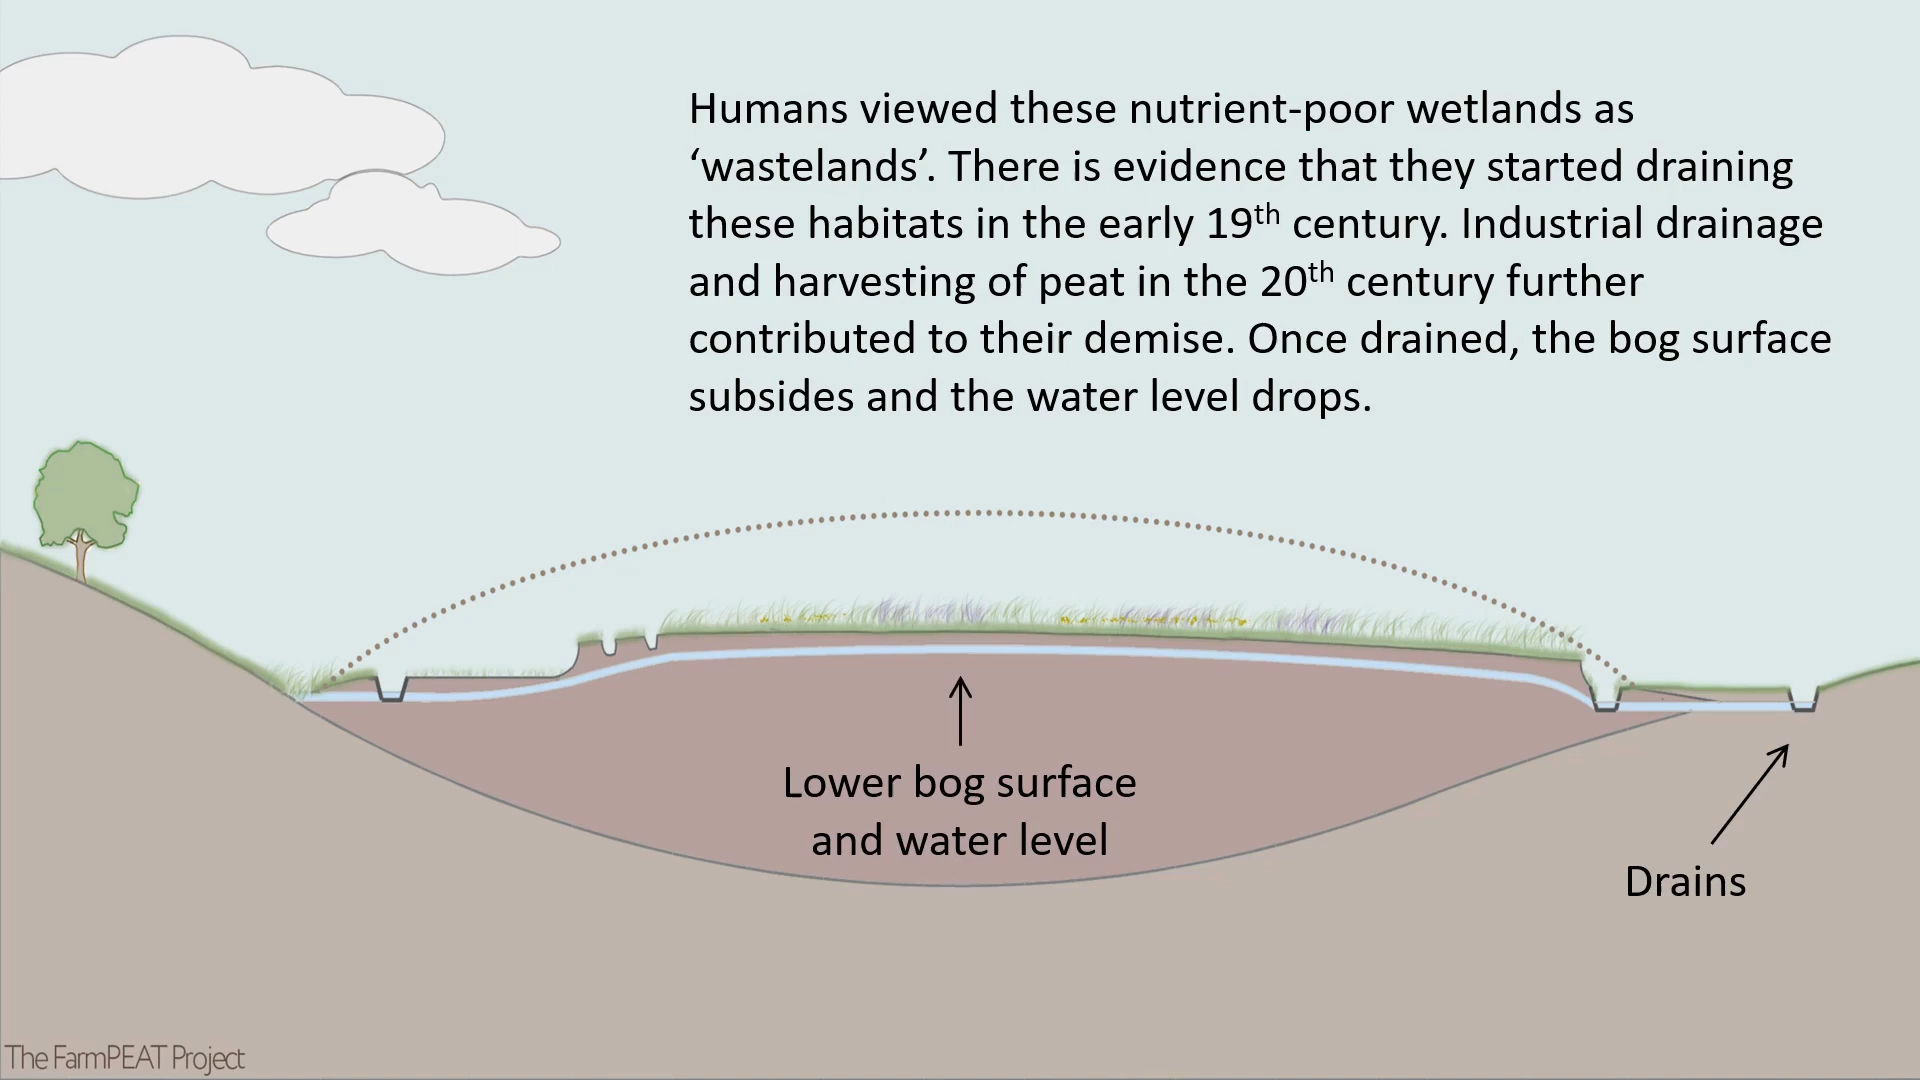 Humans viewed these nutrient-poor wetlands as
‘wastelands’. There is evidence that they started draining
these habitats in the early 19th century. Industrial drainage
and harvesting of peat in the 20th century further
contributed to their demise. Once drained, the bog surface
subsides and the water level drops.
Lower bog surface
and water level
Drains
The FarmPEAT Project